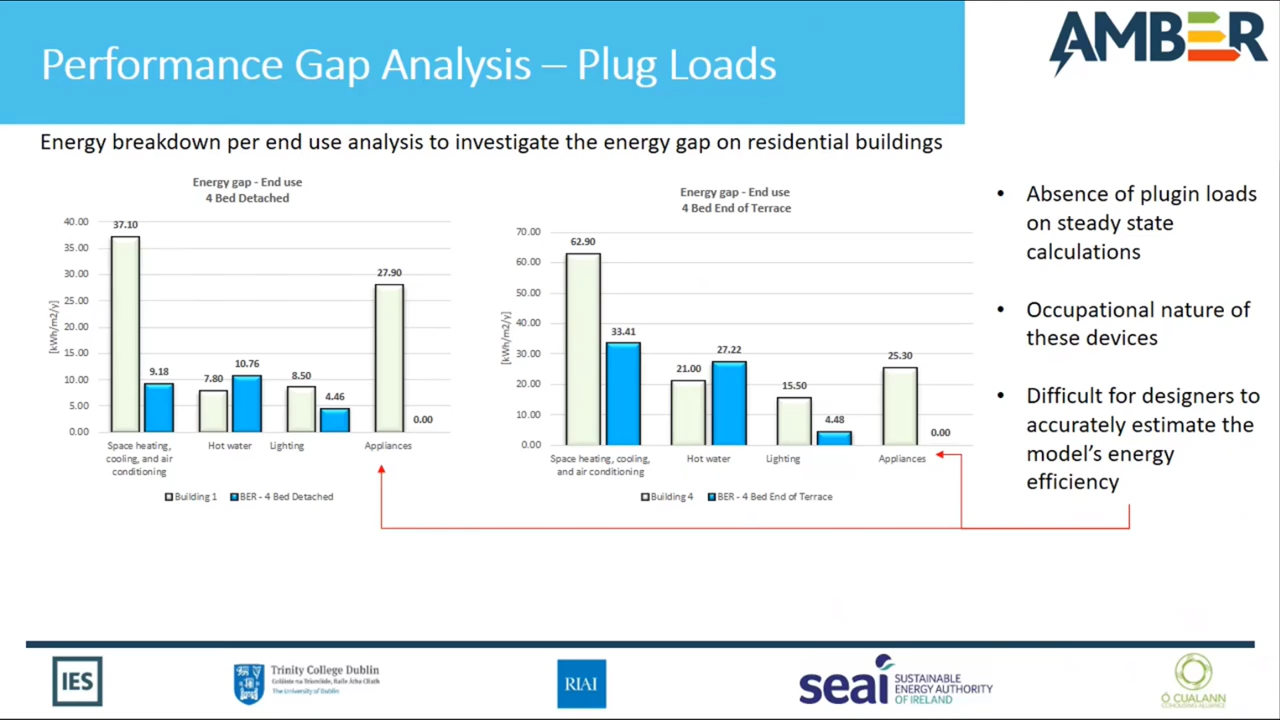 Performance Gap Analysis – Plug Loads
AMBER
Energy breakdown per end use analysis to investigate the energy gap on residential buildings
Energy gap - End use
4 Bed Detached
40.00
35.00
30.00
25.00
20.00
15.00
10.00
5.00
0.00
[kWh/m2/y]
37.10
9.18
7.80
10.76
8.50
4.46
27.90
0.00
Space heating,
cooling, and air
conditioning
Hot water
Lighting
Appliances
Building 1
BER - 4 Bed Detached
Energy gap - End use
4 Bed End of Terrace
70.00
60.00
50.00
40.00
30.00
20.00
10.00
0.00
[kWh/m2/y]
62.90
33.41
21.00
27.22
15.50
4.48
25.30
0.00
Space heating, cooling,
and air conditioning
Hot water
Lighting
Appliances
Building 4
BER - 4 Bed End of Terrace
• Absence of plugin loads
on steady state
calculations
• Occupational nature of
these devices
• Difficult for designers to
accurately estimate the
model's energy
efficiency
IES
Trinity College Dublin
Coláiste na Tríonóide, Baile Átha Cliath
The University of Dublin
RIAI
seai
SUSTAINABLE
ENERGY AUTHORITY
OF IRELAND
Ó CUALANN
COHOUSING ALLIANCE